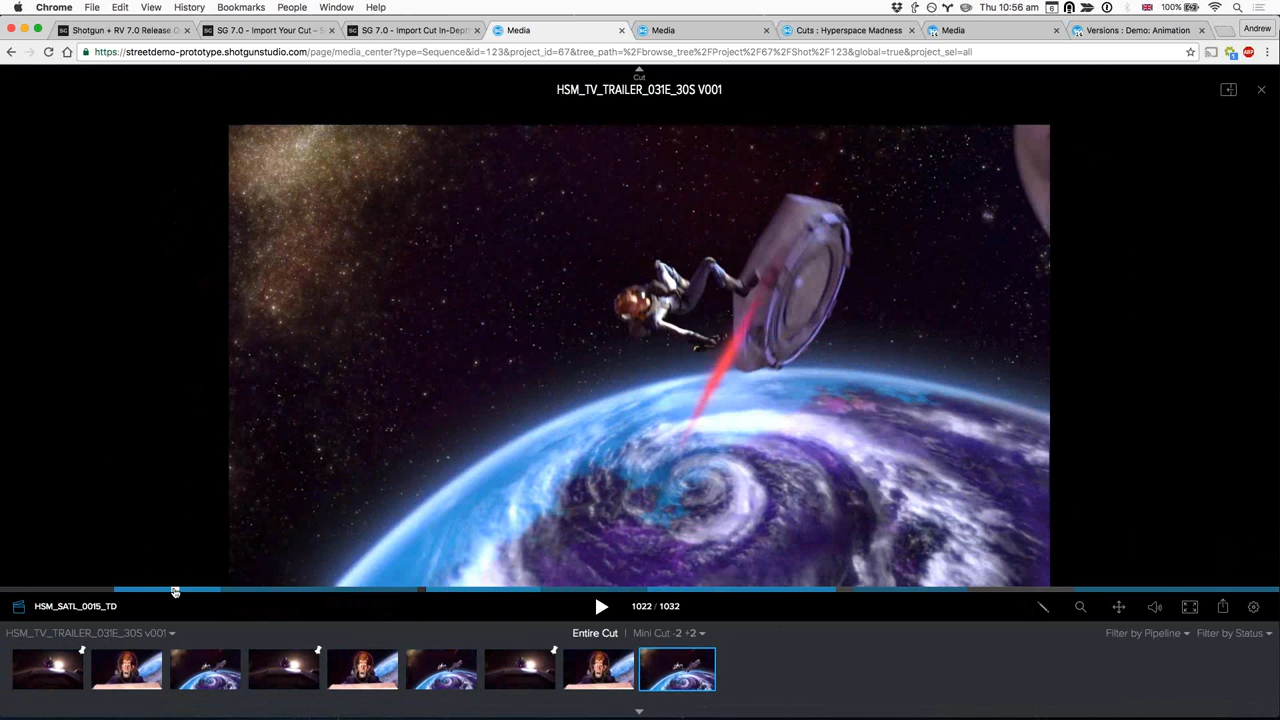 Chrome File Edit View History Bookmarks People Window Help Thu 10:56 am 6 100%
Shotgun + RV 7.0 Release O SG 7.0 - Import Your Cut – S SG 7.0 - Import Cut In-Dept Media Media Cuts : Hyperspace Madness Media Versions : Demo: Animation Andrew
https://streetdemo-prototype.shotgunstudio.com/page/media_center?type=Sequence&id=123&project_id=67&tree_path=%2Fbrowse_tree%2FProject%2F67%2FShot%2F123&global=true&project_sel=all
Cut
HSM_TV_TRAILER_031E_30S V001
HSM_SATL_0015_TD 1022 / 1032
HSM_TV_TRAILER_031E_30S v001 Entire Cut | Mini Cut -2 +2 Filter by Pipeline Filter by Status